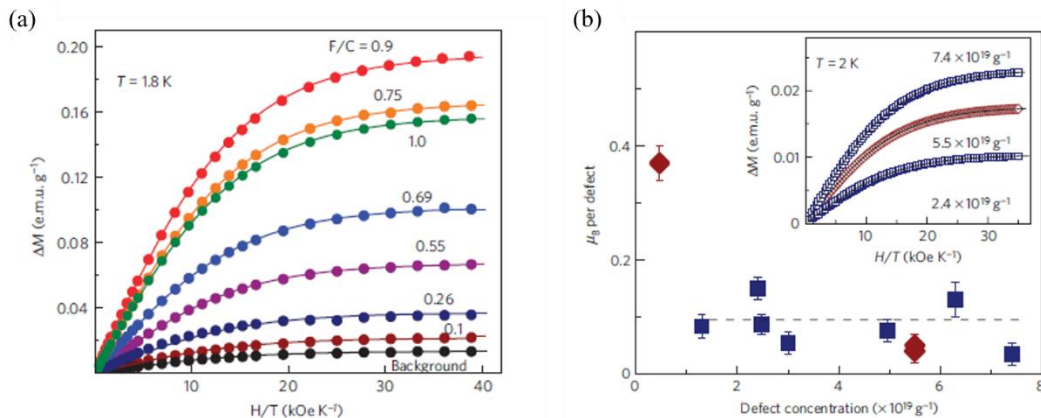 (a)
0.20
0.16
0.12
0.08
0.04
ΔM (e.m.u. g⁻¹)
T = 1.8 K
F/C = 0.9
0.75
1.0
0.69
0.55
0.26
0.1
Background
0 10 20 30 40
H/T (kOe K⁻¹)
(b)
0.4
0.2
0
μB per defect
T = 2 K
7.4 × 10¹⁹ g⁻¹
5.5 × 10¹⁹ g⁻¹
2.4 × 10¹⁹ g⁻¹
0.02
0.01
0
ΔM (e.m.u. g⁻¹)
10 20 30
H/T (kOe K⁻¹)
0 2 4 6 8
Defect concentration (× 10¹⁹ g⁻¹)